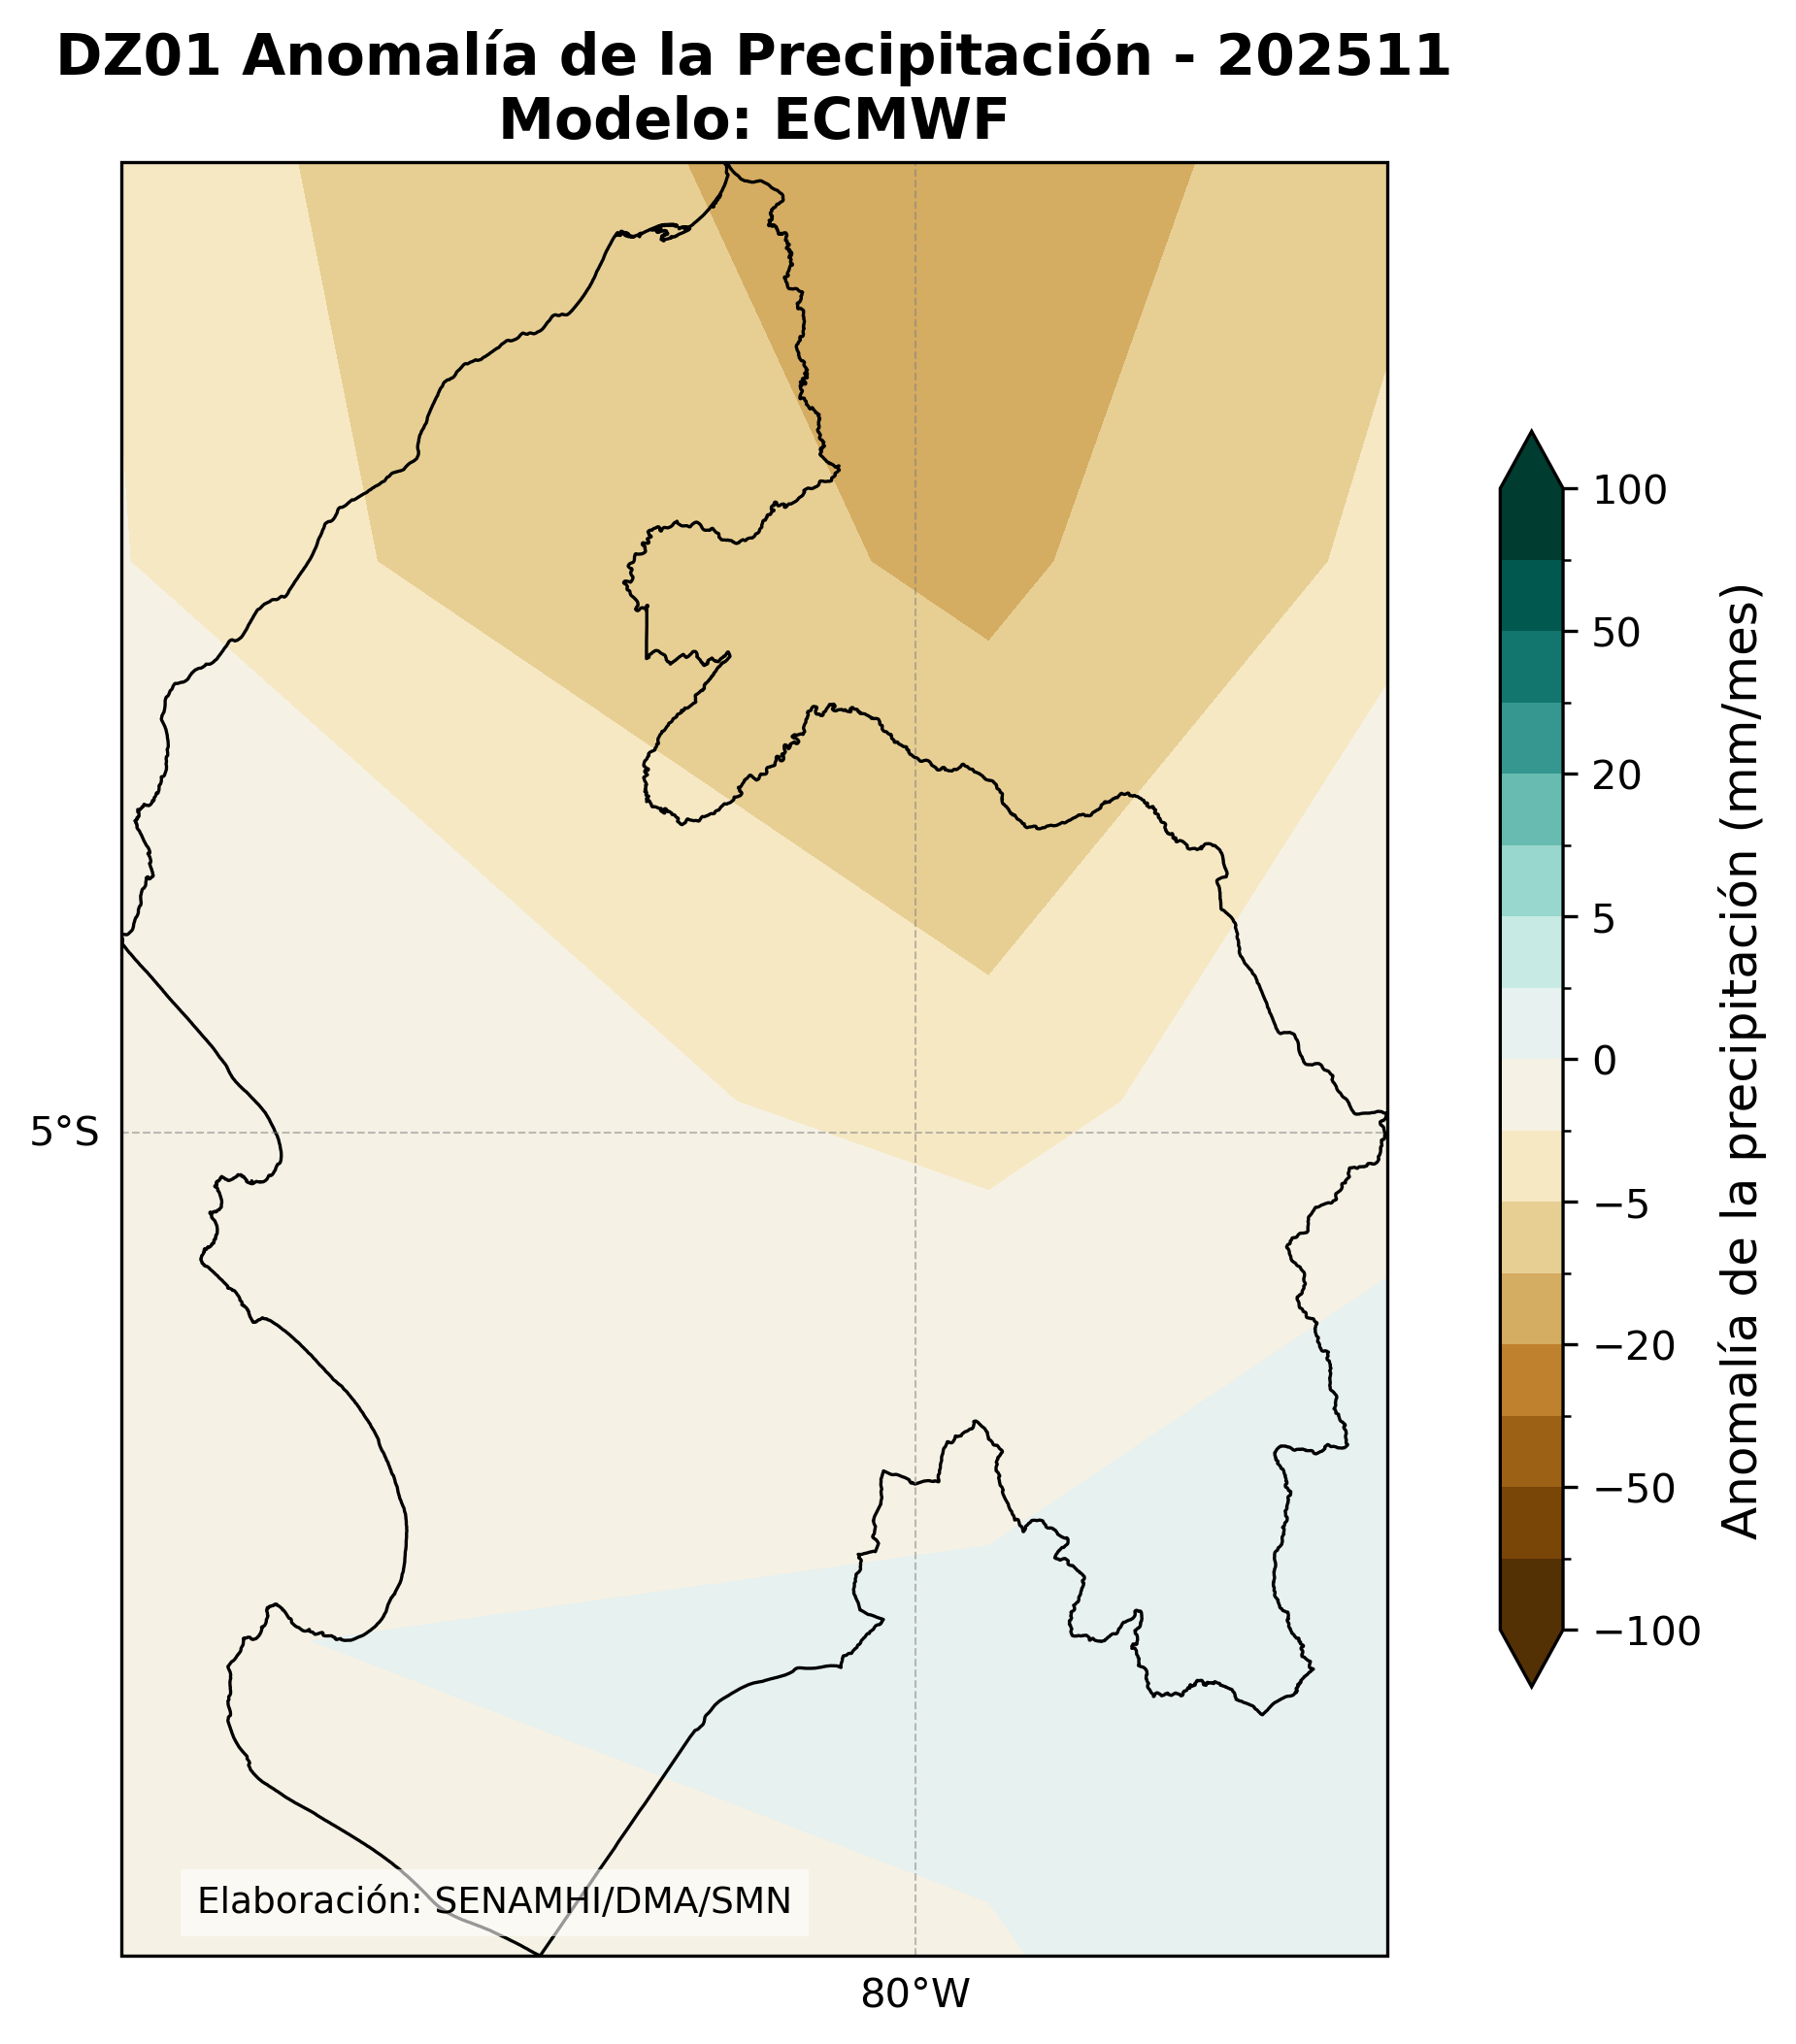 DZ01 Anomalía de la Precipitación - 202511
Modelo: ECMWF
100
50
20
5
0
−5
−20
−50
−100
Anomalía de la precipitación (mm/mes)
5°S
80°W
Elaboración: SENAMHI/DMA/SMN